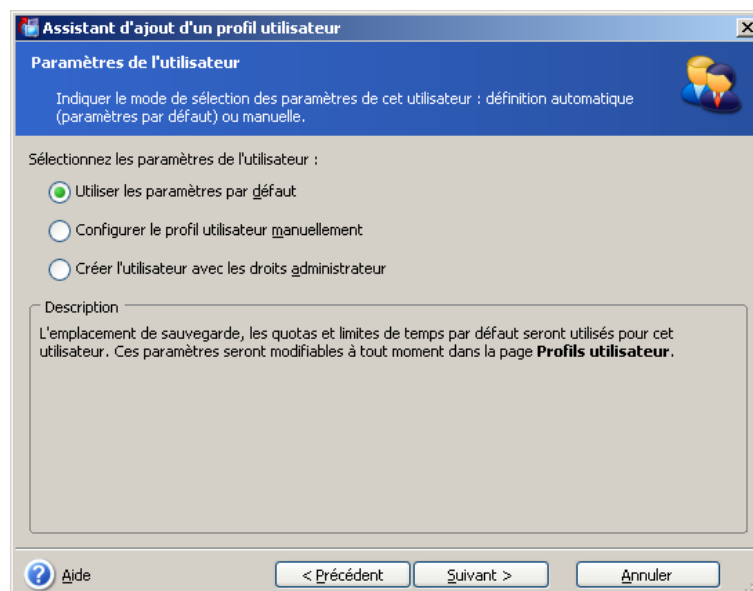 Assistant d'ajout d'un profil utilisateur
Paramètres de l'utilisateur
Indiquer le mode de sélection des paramètres de cet utilisateur : définition automatique
(paramètres par défaut) ou manuelle.
Sélectionnez les paramètres de l'utilisateur :
Utiliser les paramètres par défaut
Configurer le profil utilisateur manuellement
Créer l'utilisateur avec les droits administrateur
Description
L'emplacement de sauvegarde, les quotas et limites de temps par défaut seront utilisés pour cet
utilisateur. Ces paramètres seront modifiables à tout moment dans la page Profils utilisateur.
Aide
< Précédent
Suivant >
Annuler